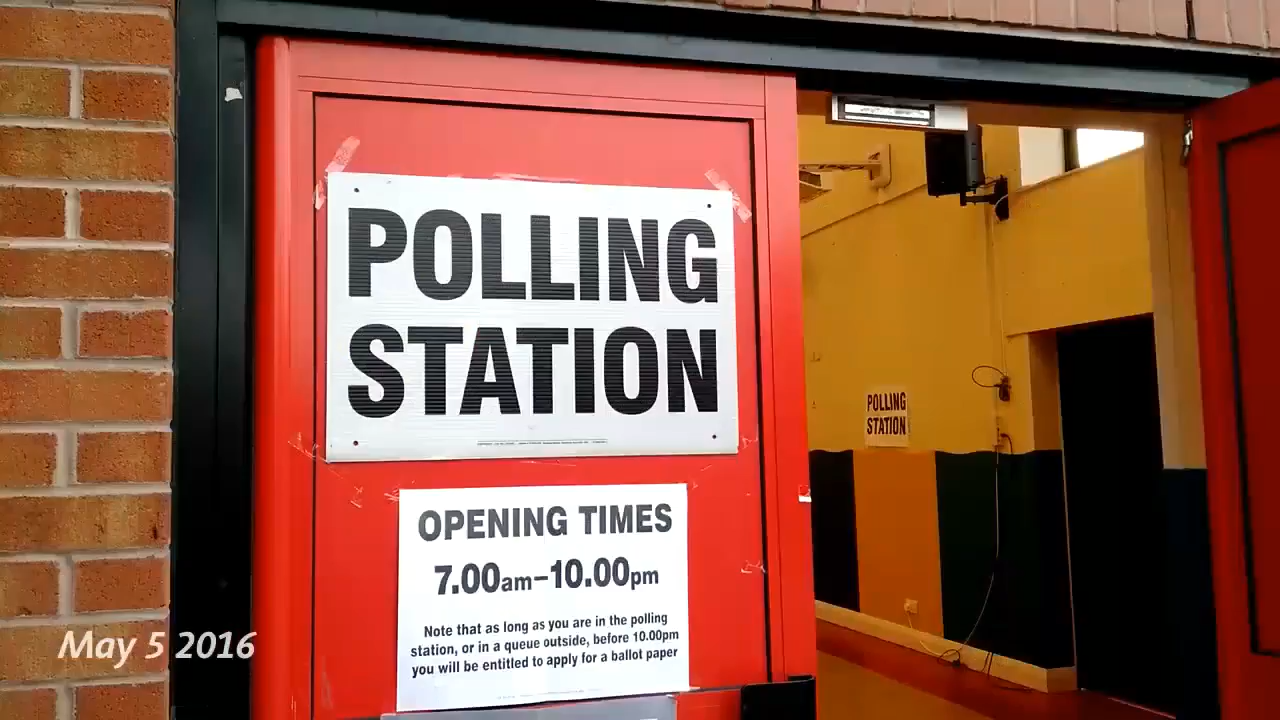 POLLING
STATION
POLLING
STATION
OPENING TIMES
7.00am–10.00pm
Note that as long as you are in the polling
station, or in a queue outside, before 10.00pm
you will be entitled to apply for a ballot paper
May 5 2016